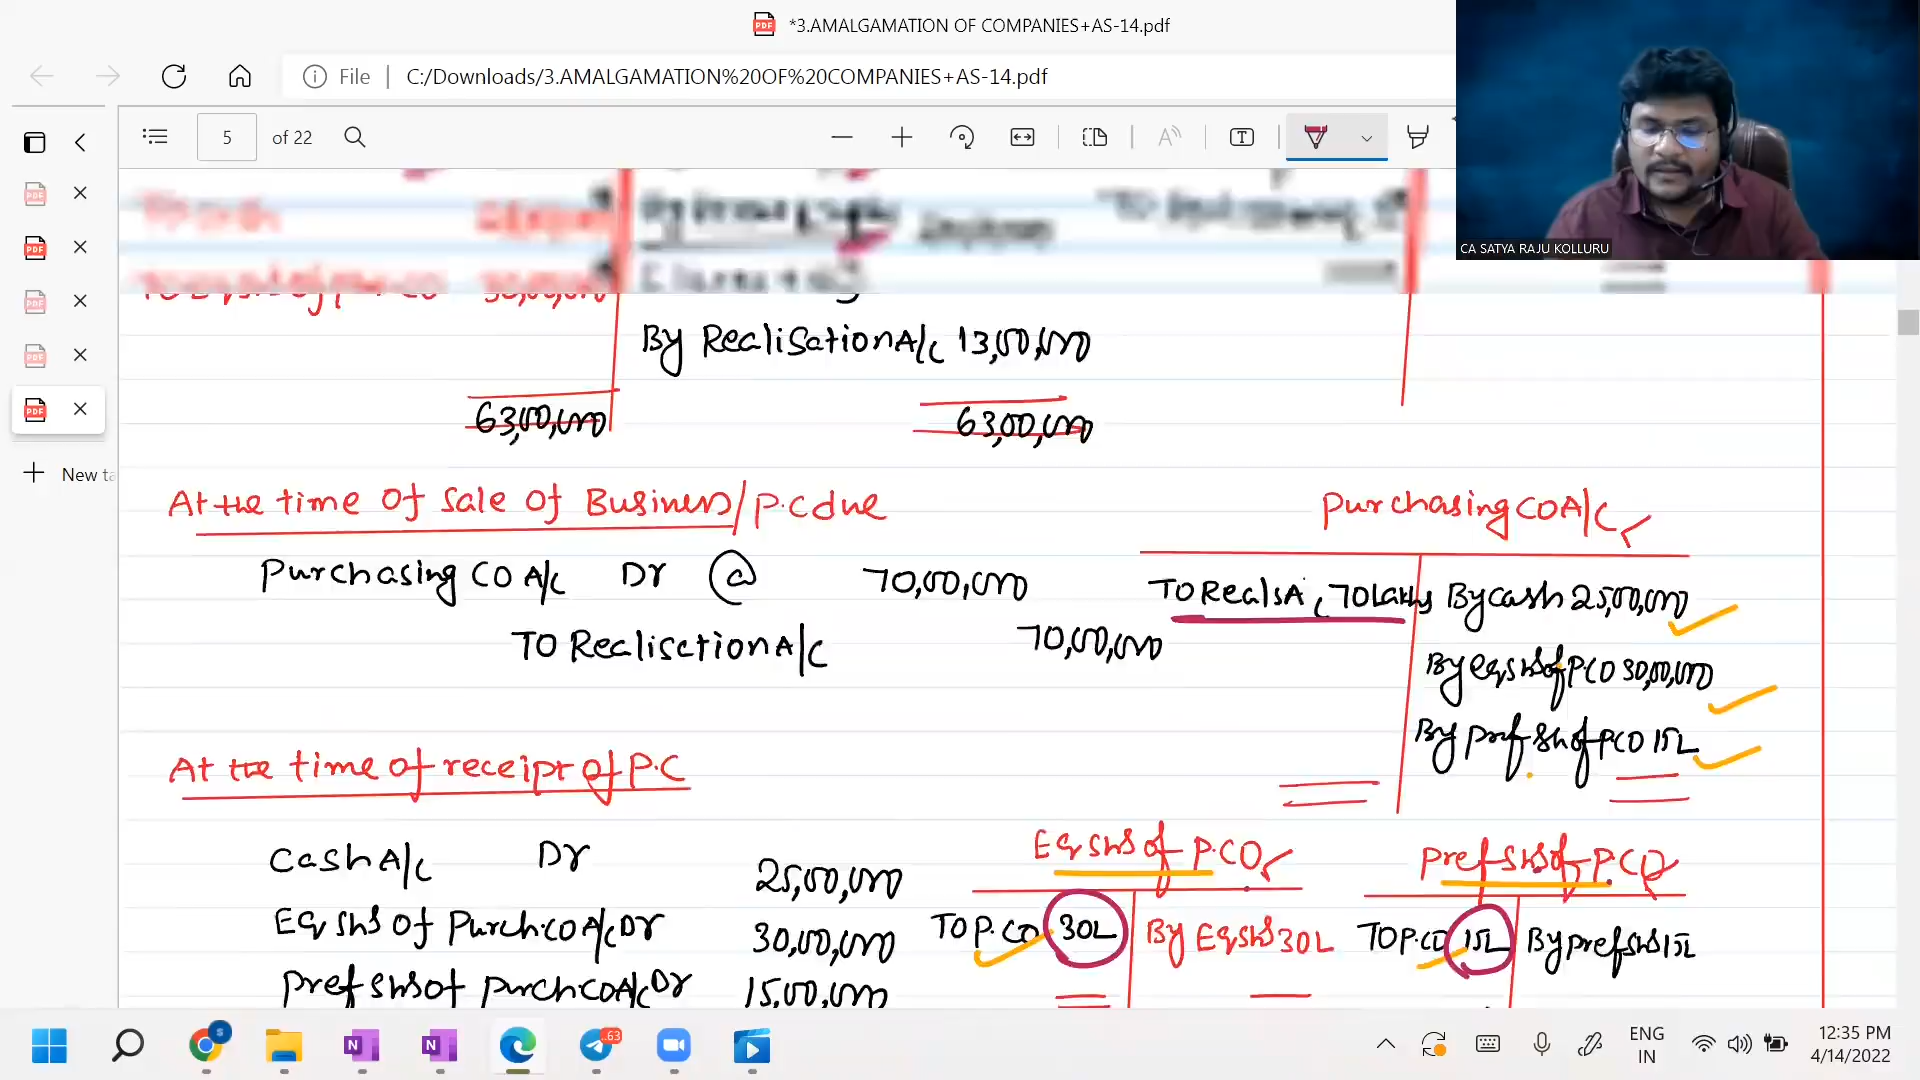 *3.AMALGAMATION OF COMPANIES+AS-14.pdf
File C:/Downloads/3.AMALGAMATION%20OF%20COMPANIES+AS-14.pdf
5 of 22
CA SATYA RAJU KOLLURU
New ta
By Realisation A/c 13,00,000
63,00,000 63,00,000
At the time of sale of Business/P.C due
Purchasing CO A/c
Purchasing CO A/c Dr @ 70,00,000
TO Reals A/c 70 Lakhs By cash 25,00,000
TO Realisction A/c 70,00,000
By eq shs of P.CO 30,00,000
By pref sh of P.CO 15L
At the time of receipt of P.C
Eq shs of P.CO
Pref shs of P.CO
Cash A/c Dr 25,00,000
Eq shs of Purch.co A/c Dr 30,00,000
TO P.CO 30L By Eq shs 30L
TO P.CO 15L By pref shs 15L
Pref shs of purch co A/c Dr 15,00,000
63
ENG
IN
12:35 PM
4/14/2022